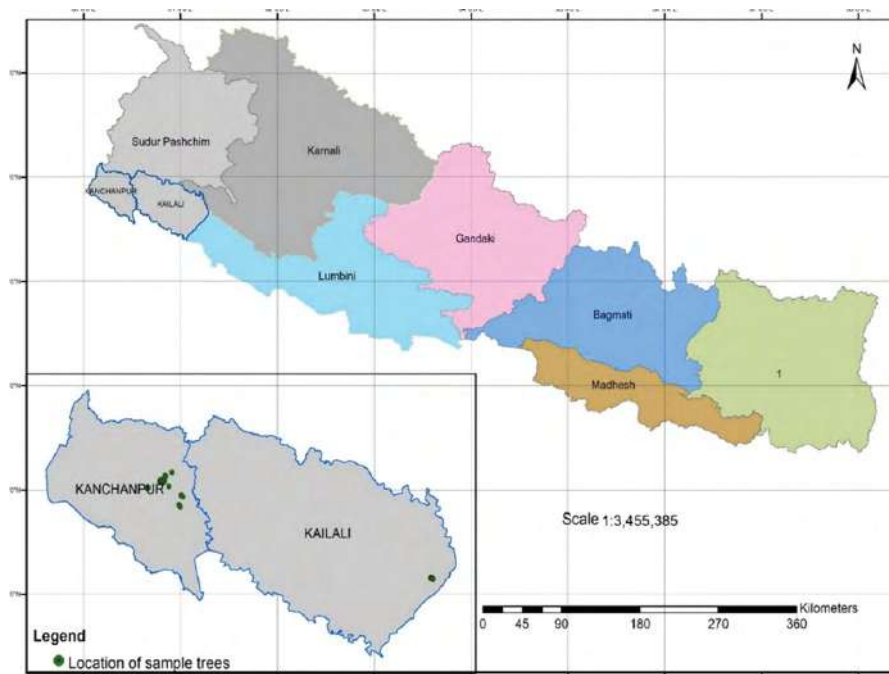 N
Sudur Pashchim
Karnali
KANCHANPUR
KAILALI
Gandaki
Lumbini
Bagmati
1
Madhesh
KANCHANPUR
KAILALI
Scale 1:3,455,385
Kilometers
0 45 90 180 270 360
Legend
Location of sample trees